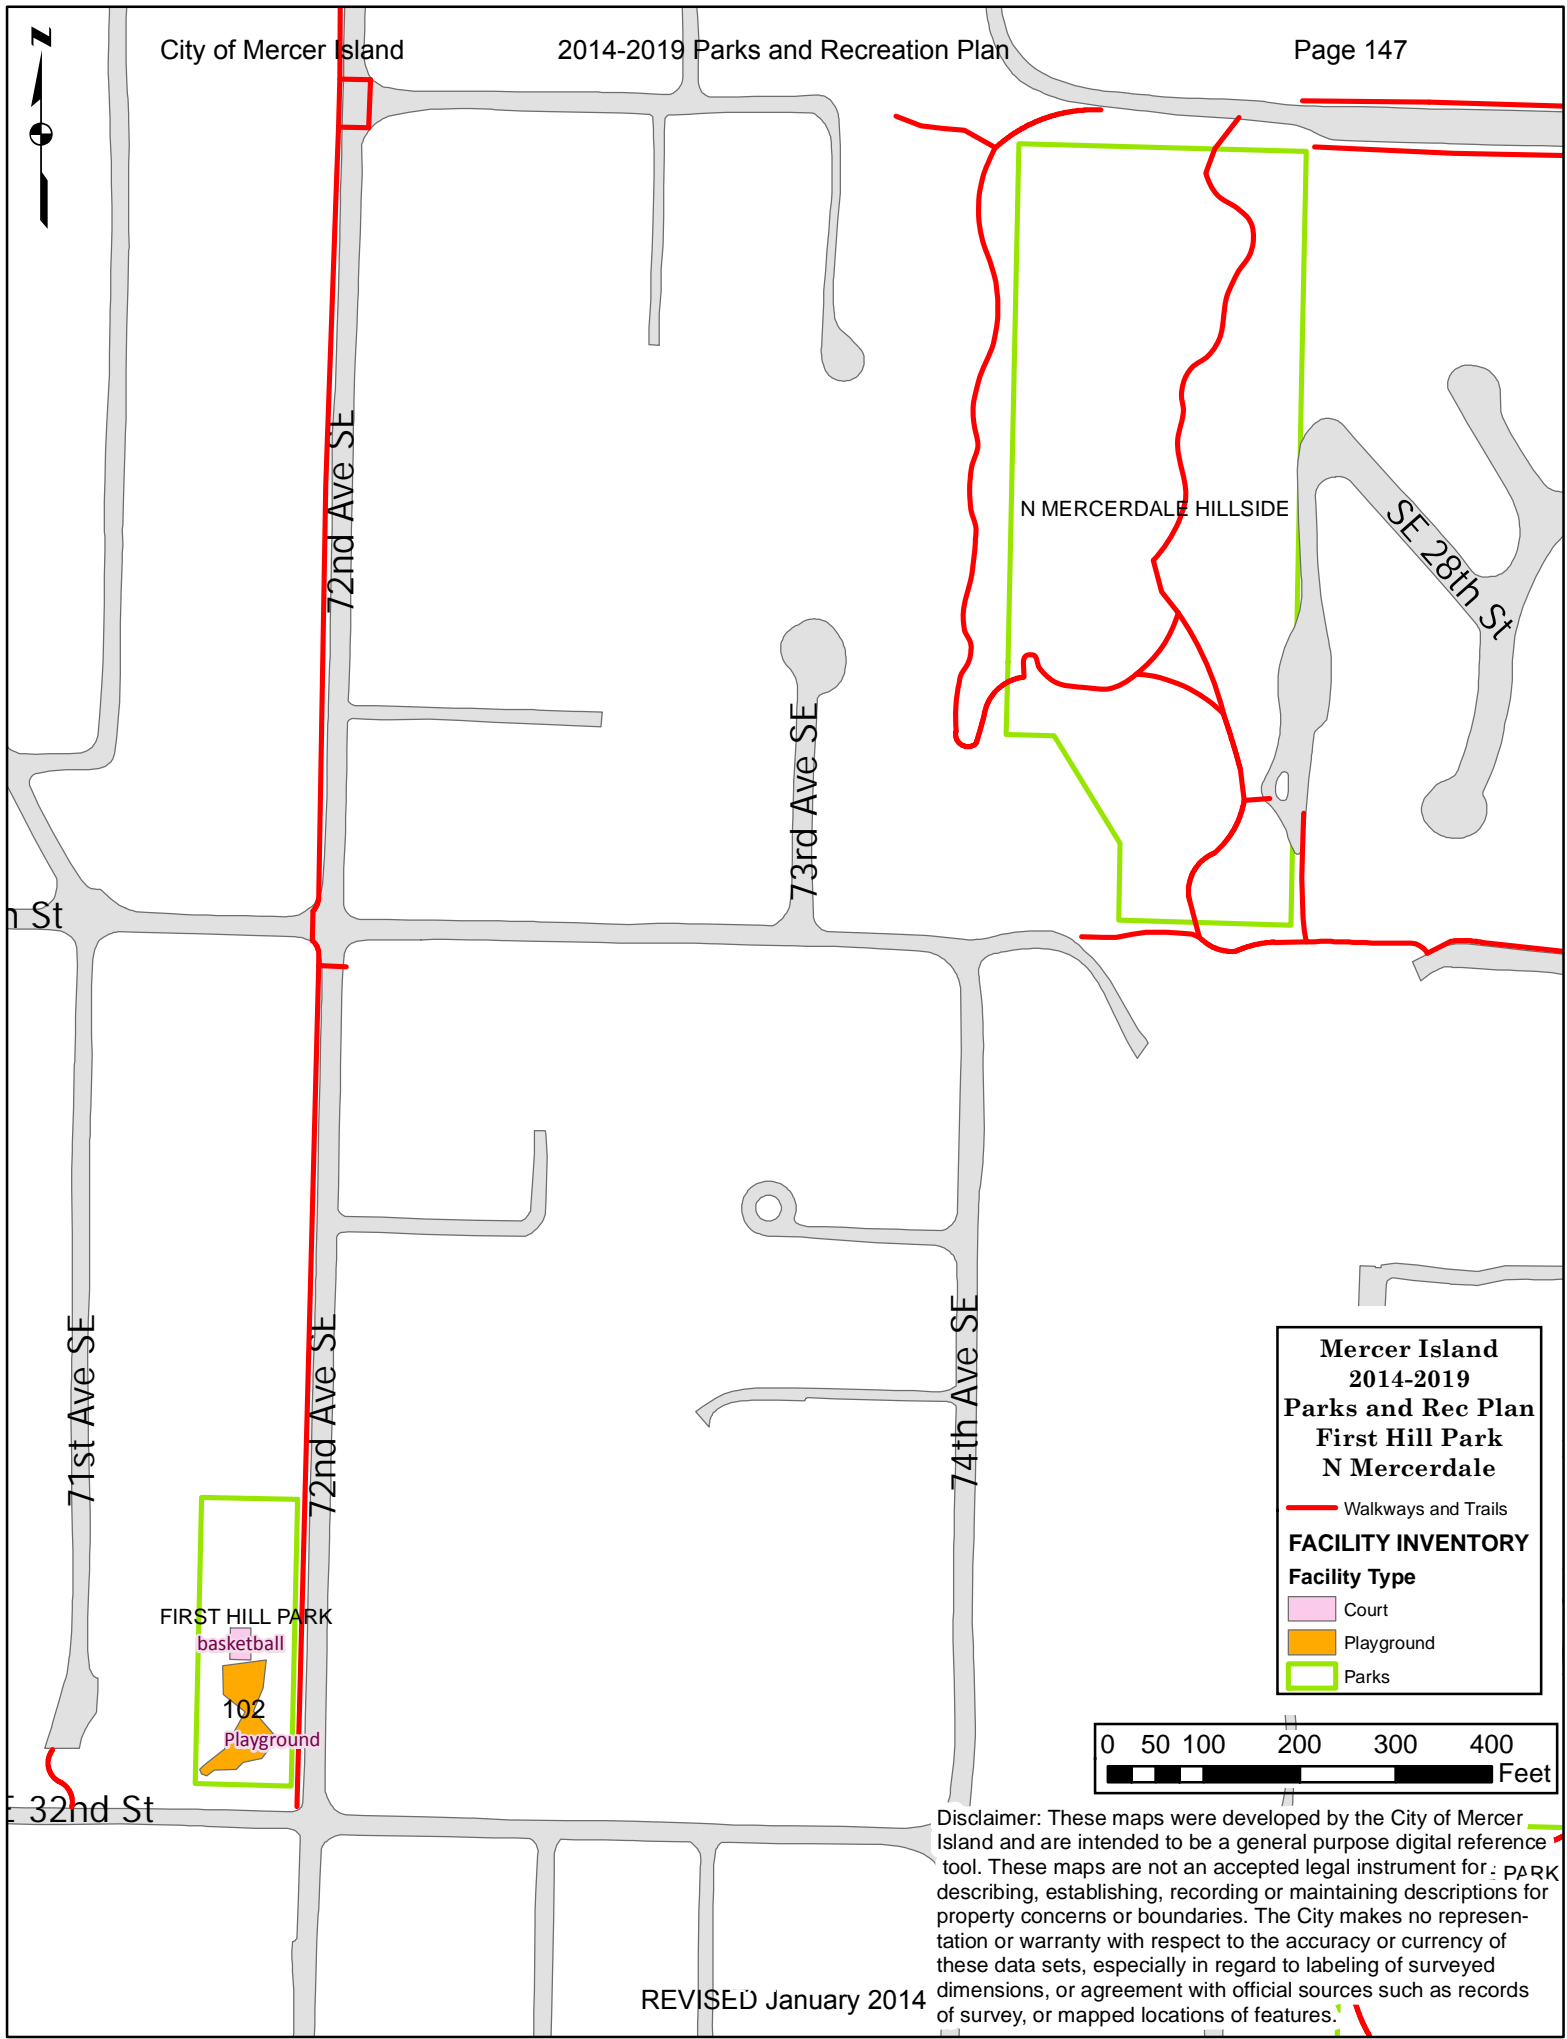 N
City of Mercer Island
2014-2019 Parks and Recreation Plan
Page 147
72nd Ave SE
N MERCERDALE HILLSIDE
SE 28th St
73rd Ave SE
St
71st Ave SE
72nd Ave SE
74th Ave SE
FIRST HILL PARK
basketball
102
Playground
32nd St
Mercer Island
2014-2019
Parks and Rec Plan
First Hill Park
N Mercerdale
Walkways and Trails
FACILITY INVENTORY
Facility Type
Court
Playground
Parks
0 50 100 200 300 400
Feet
Disclaimer: These maps were developed by the City of Mercer
Island and are intended to be a general purpose digital reference
tool. These maps are not an accepted legal instrument for
PARK
describing, establishing, recording or maintaining descriptions for
property concerns or boundaries. The City makes no represen-
tation or warranty with respect to the accuracy or currency of
these data sets, especially in regard to labeling of surveyed
dimensions, or agreement with official sources such as records
of survey, or mapped locations of features.
REVISED January 2014